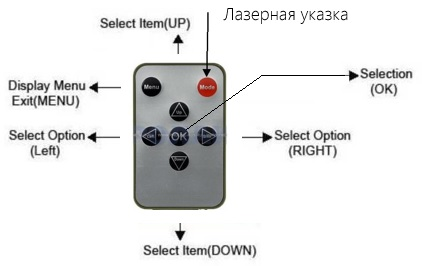 Select Item(UP)
Лазерная указка
Display Menu
Exit(MENU)
Menu
Mode
Selection
(OK)
Select Option
(Left)
OK
Select Option
(RIGHT)
Select Item(DOWN)